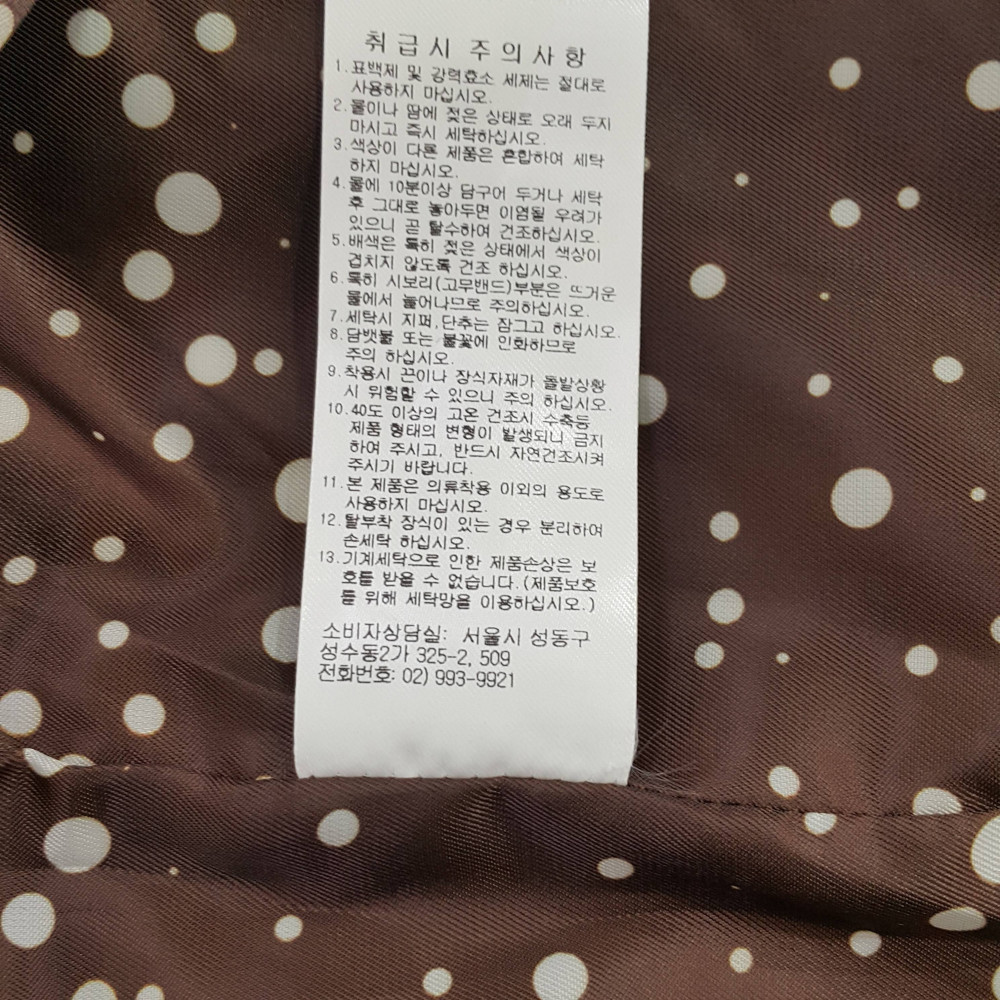 취급시 주의사항
1.표백제 및 강력효소 세제는 절대로
사용하지 마십시오.
2.물이나 땀에 젖은 상태로 오래 두지
마시고 즉시 세탁하십시오.
3.색상이 다른 제품은 혼합하여 세탁
하지 마십시오.
4.물에 10분이상 담구어 두거나 세탁
후 그대로 놓아두면 이염될 우려가
있으니 곧 탈수하여 건조하십시오.
5.배색은 특히 젖은 상태에서 색상이
겹치지 않도록 건조 하십시오.
6.특히 시보리(고무밴드)부분은 뜨거운
물에서 늘어나므로 주의하십시오.
7.세탁시 지퍼,단추는 잠그고 하십시오.
8.담뱃불 또는 불꽃에 인화하므로
주의 하십시오.
9.착용시 끈이나 장식자재가 돌발상황
시 위험할 수 있으니 주의 하십시오.
10.40도 이상의 고온 건조시 수축등
제품 형태의 변형이 발생되니 금지
하여 주시고, 반드시 자연건조시켜
주시기 바랍니다.
11.본 제품은 의류착용 이외의 용도로
사용하지 마십시오.
12.탈부착 장식이 있는 경우 분리하여
손세탁 하십시오.
13.기계세탁으로 인한 제품손상은 보
호를 받을 수 없습니다.(제품보호
를 위해 세탁망을 이용하십시오.)
소비자상담실: 서울시 성동구
성수동2가 325-2, 509
전화번호: 02) 993-9921